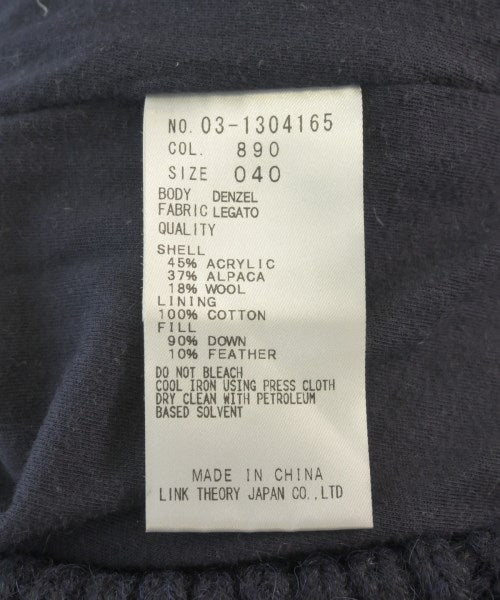 NO. 03-1304165
COL. 890
SIZE 040
BODY DENZEL
FABRIC LEGATO
QUALITY
SHELL
45% ACRYLIC
37% ALPACA
18% WOOL
LINING
100% COTTON
FILL
90% DOWN
10% FEATHER
DO NOT BLEACH
COOL IRON USING PRESS CLOTH
DRY CLEAN WITH PETROLEUM
BASED SOLVENT
MADE IN CHINA
LINK THEORY JAPAN CO.,LTD